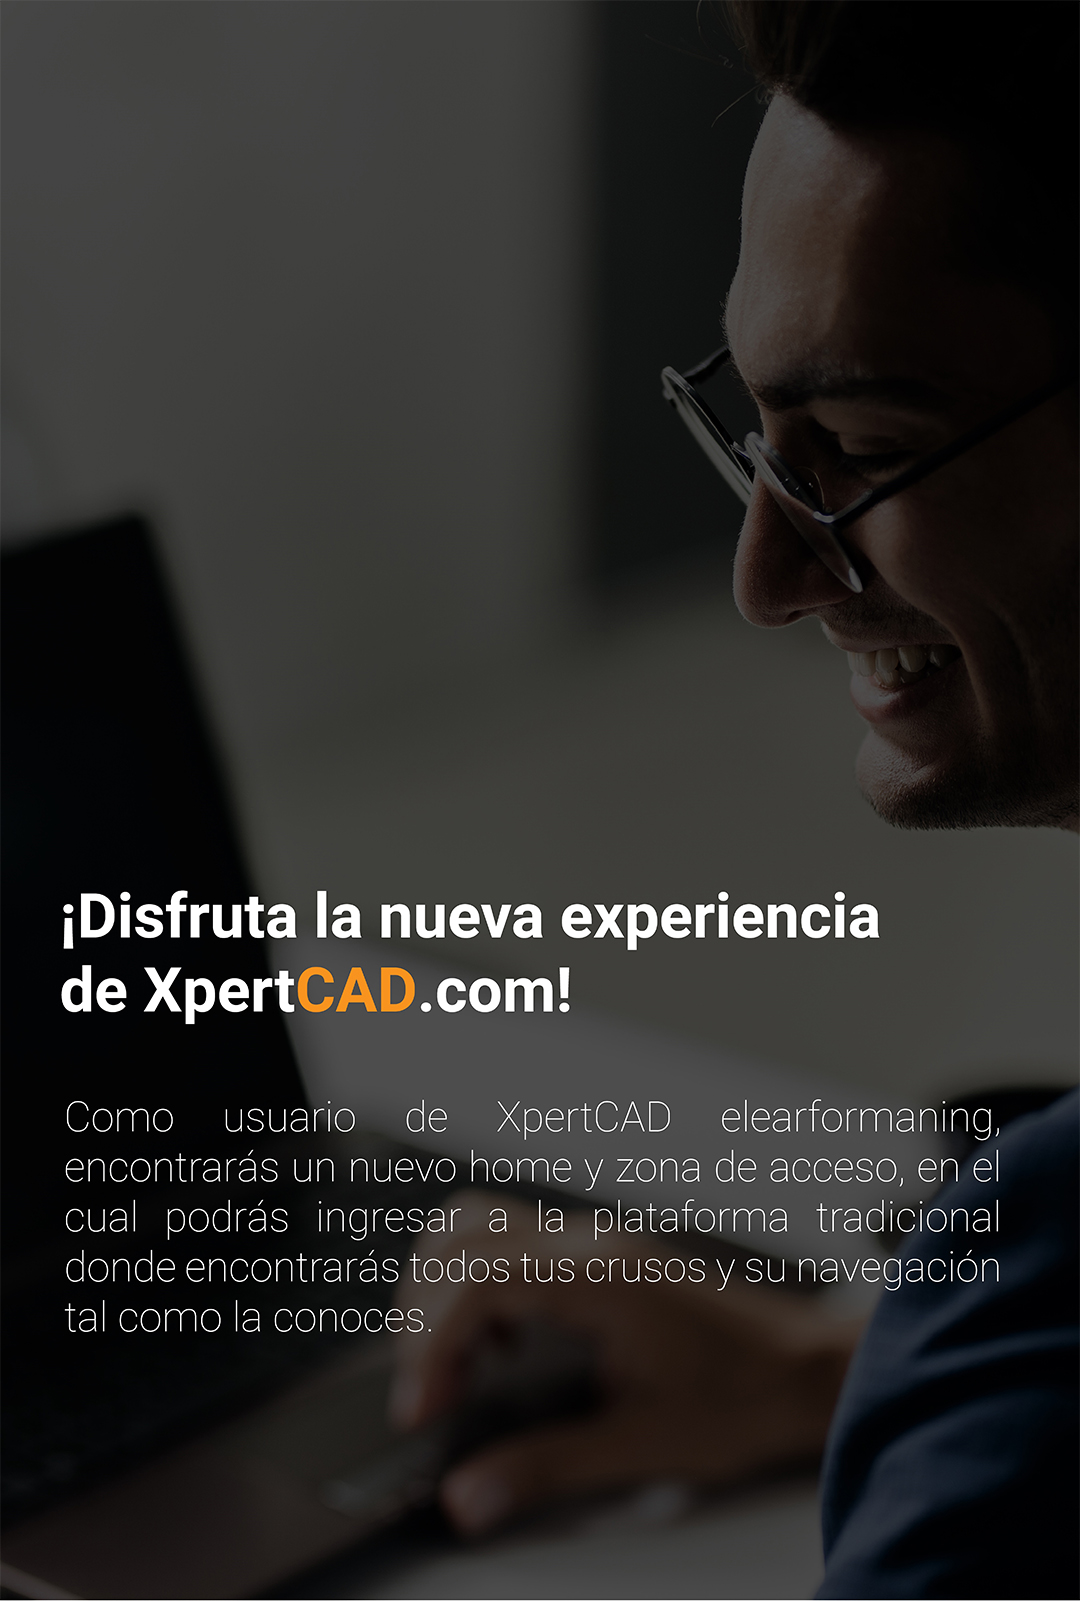 ¡Disfruta la nueva experiencia
de XpertCAD.com!
Como usuario de XpertCAD elearformaning,
encontrarás un nuevo home y zona de acceso, en el
cual podrás ingresar a la plataforma tradicional
donde encontrarás todos tus crusos y su navegación
tal como la conoces.